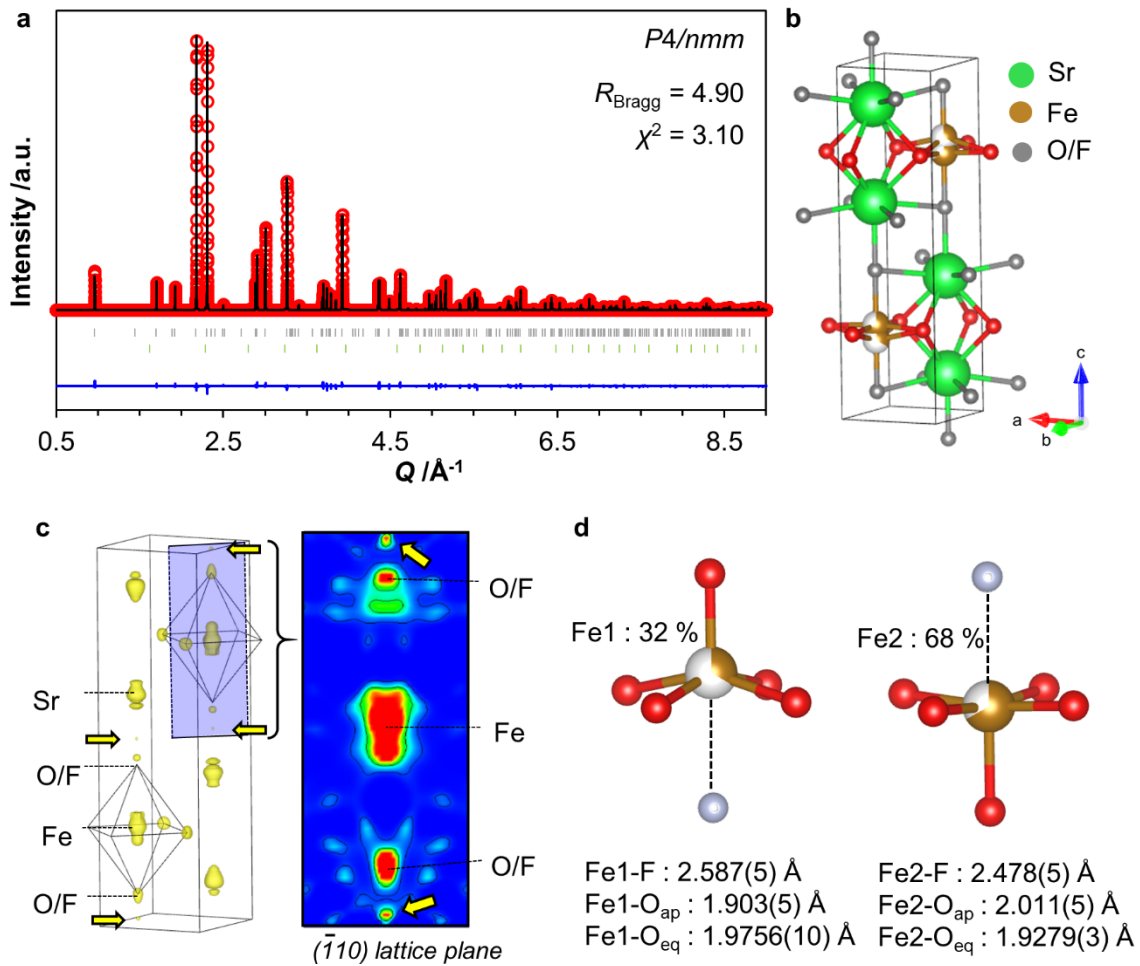 a
P4/nmm
R_Bragg = 4.90
χ² = 3.10
Intensity /a.u.
0.5 2.5 4.5 6.5 8.5
Q /Å⁻¹
b
Sr
Fe
O/F
c
a
b
c
Sr
O/F
Fe
O/F
O/F
Fe
O/F
(1̄10) lattice plane
d
Fe1 : 32 %
Fe2 : 68 %
Fe1-F : 2.587(5) Å
Fe1-O_ap : 1.903(5) Å
Fe1-O_eq : 1.9756(10) Å
Fe2-F : 2.478(5) Å
Fe2-O_ap : 2.011(5) Å
Fe2-O_eq : 1.9279(3) Å